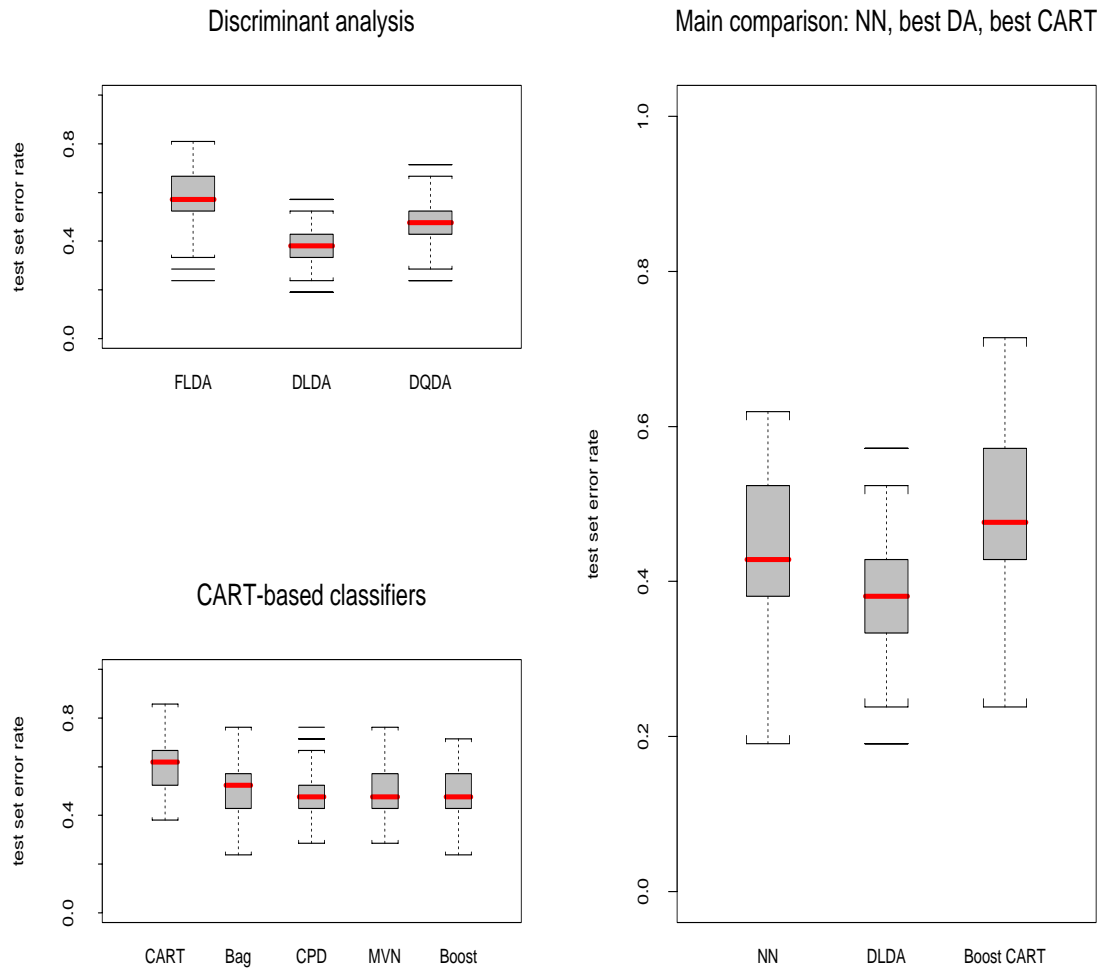 Discriminant analysis
test set error rate
0.0
0.4
0.8
FLDA
DLDA
DQDA
CART-based classifiers
test set error rate
0.0
0.4
0.8
CART
Bag
CPD
MVN
Boost
Main comparison: NN, best DA, best CART
test set error rate
0.0
0.2
0.4
0.6
0.8
1.0
NN
DLDA
Boost CART